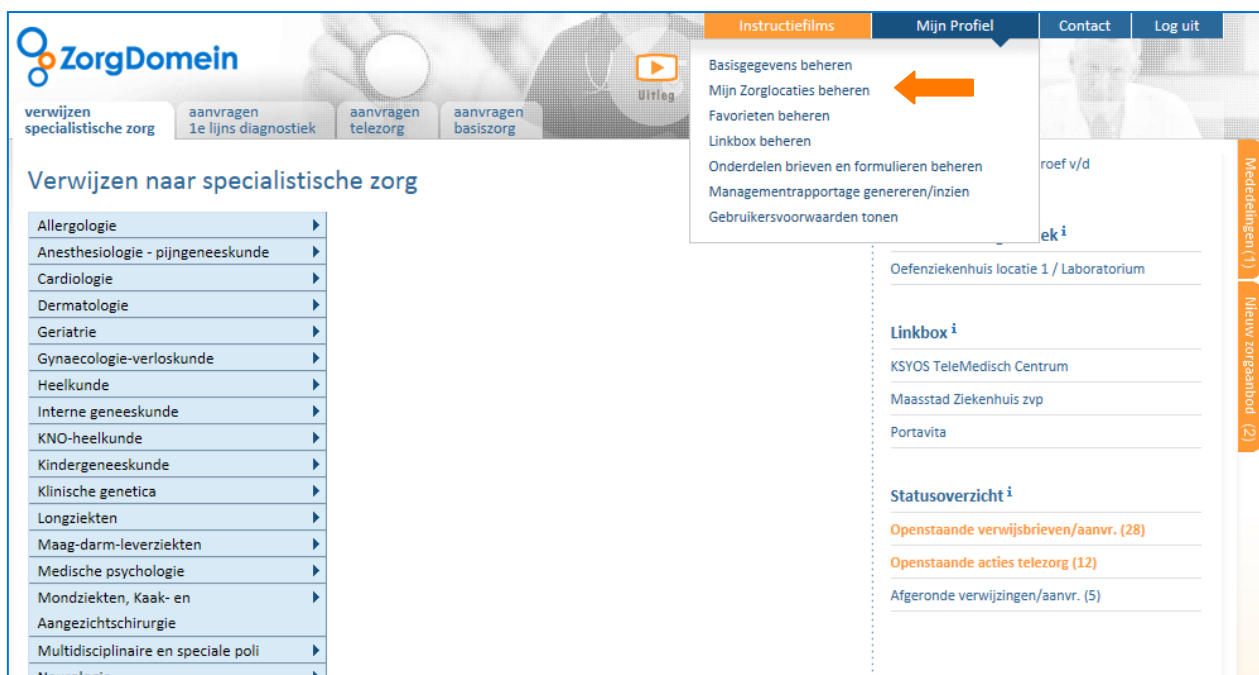 Instructiefilms
Mijn Profiel
Contact
Log uit
ZorgDomein
Uitleg
Basisgegevens beheren
Mijn Zorglocaties beheren
Favorieten beheren
Linkbox beheren
Onderdelen brieven en formulieren beheren
Managementrapportage genereren/inzien
Gebruikersvoorwaarden tonen
verwijzen
specialistische zorg
aanvragen
1e lijns diagnostiek
aanvragen
telezorg
aanvragen
basiszorg
Verwijzen naar specialistische zorg
Allergologie
Anesthesiologie - pijngeneeskunde
Cardiologie
Dermatologie
Geriatrie
Gynaecologie-verloskunde
Heelkunde
Interne geneeskunde
KNO-heelkunde
Kindergeneeskunde
Klinische genetica
Longziekten
Maag-darm-leverziekten
Medische psychologie
Mondziekten, Kaak- en
Aangezichtschirurgie
Multidisciplinaire en speciale poli
roef v/d
ek i
Oefenziekenhuis locatie 1 / Laboratorium
Linkbox i
KSYOS TeleMedisch Centrum
Maasstad Ziekenhuis zvp
Portavita
Statusoverzicht i
Openstaande verwijsbrieven/aanvr. (28)
Openstaande acties telezorg (12)
Afgeronde verwijzingen/aanvr. (5)
Mededelingen (1)
Nieuw zorgaanbod (2)